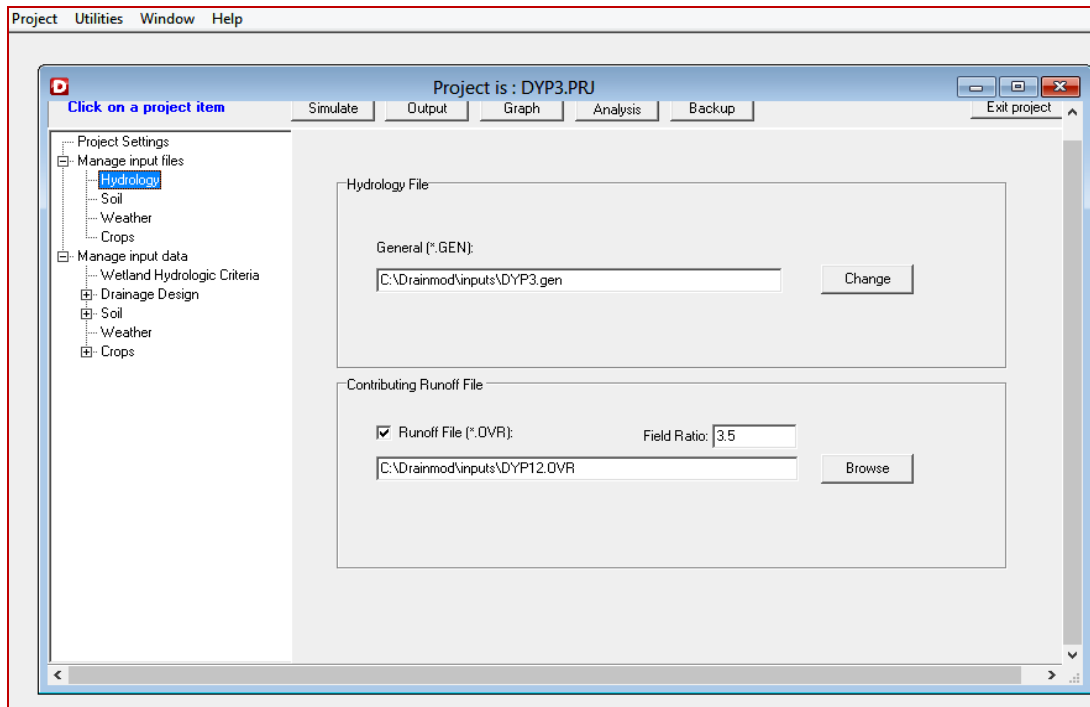 Project Utilities Window Help
Project is : DYP3.PRJ
Click on a project item Simulate Output Graph Analysis Backup Exit project
Project Settings
Manage input files
Hydrology
Soil
Weather
Crops
Manage input data
Wetland Hydrologic Criteria
Drainage Design
Soil
Weather
Crops
Hydrology File
General (*.GEN):
C:\Drainmod\inputs\DYP3.gen Change
Contributing Runoff File
Runoff File (*.OVR): Field Ratio: 3.5
C:\Drainmod\inputs\DYP12.OVR Browse